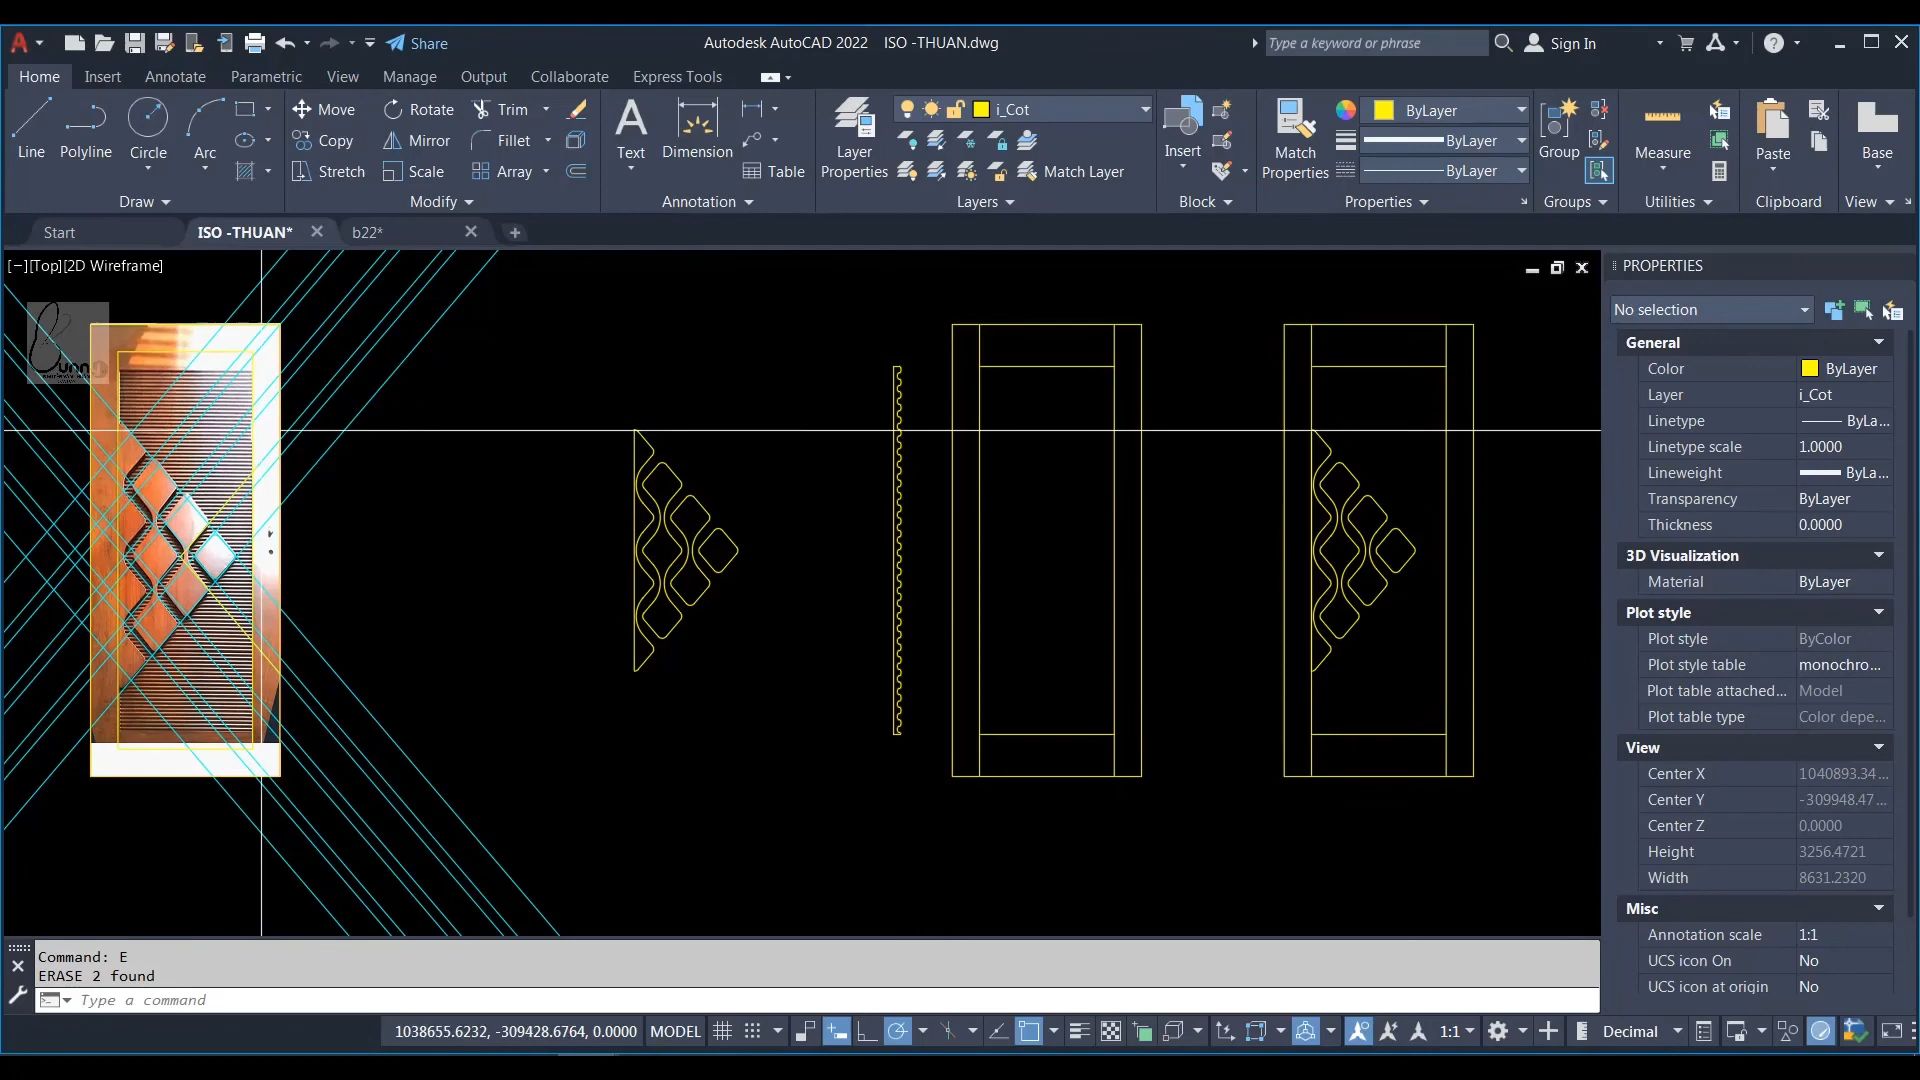 Share
Autodesk AutoCAD 2022 ISO -THUAN.dwg
Type a keyword or phrase
Sign In
Home Insert Annotate Parametric View Manage Output Collaborate Express Tools
Line Polyline Circle Arc
Draw
Move Rotate Trim
Copy Mirror Fillet
Stretch Scale Array
Modify
Text Dimension Table
Annotation
Layer Properties
i_Cot
Match Layer
Layers
Insert
Block
Match Properties
ByLayer
ByLayer
ByLayer
Properties
Group
Groups
Measure
Utilities
Paste
Clipboard
Base
View
Start ISO -THUAN* b22*
[−][Top][2D Wireframe]
PROPERTIES
No selection
General
Color ByLayer
Layer i_Cot
Linetype ByLa...
Linetype scale 1.0000
Lineweight ByLa...
Transparency ByLayer
Thickness 0.0000
3D Visualization
Material ByLayer
Plot style
Plot style ByColor
Plot style table monochro...
Plot table attached... Model
Plot table type Color depe...
View
Center X 1040893.34...
Center Y -309948.47...
Center Z 0.0000
Height 3256.4721
Width 8631.2320
Misc
Annotation scale 1:1
UCS icon On No
UCS icon at origin No
Command: E
ERASE 2 found
Type a command
1038655.6232, -309428.6764, 0.0000 MODEL 1:1 Decimal